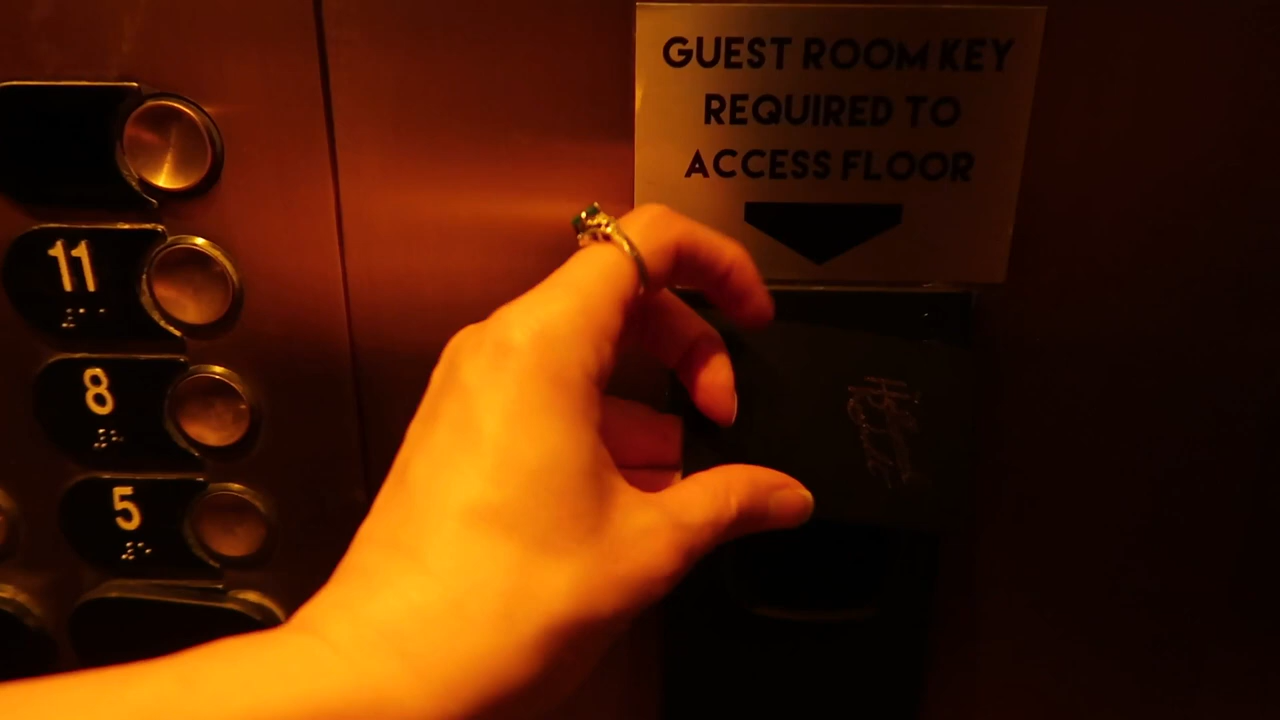 GUEST ROOM KEY
REQUIRED TO
ACCESS FLOOR
11
8
5